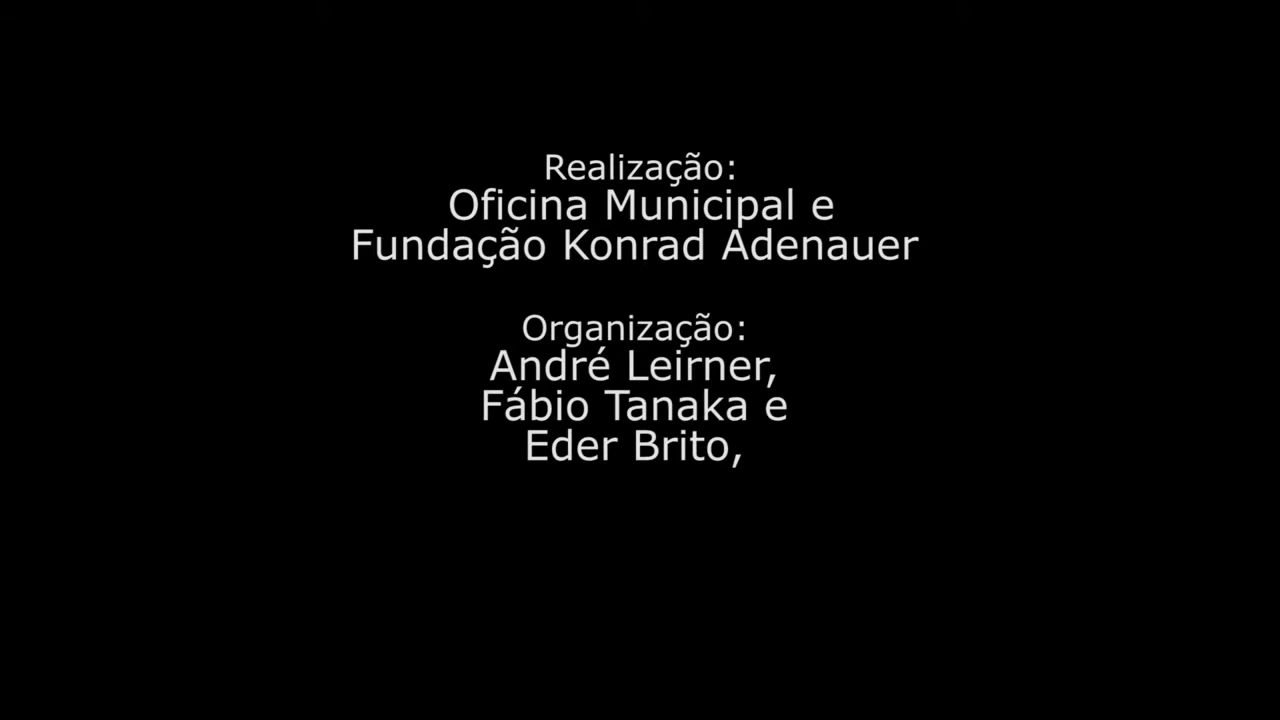 Realização:
Oficina Municipal e
Fundação Konrad Adenauer
Organização:
André Leirner,
Fábio Tanaka e
Eder Brito,